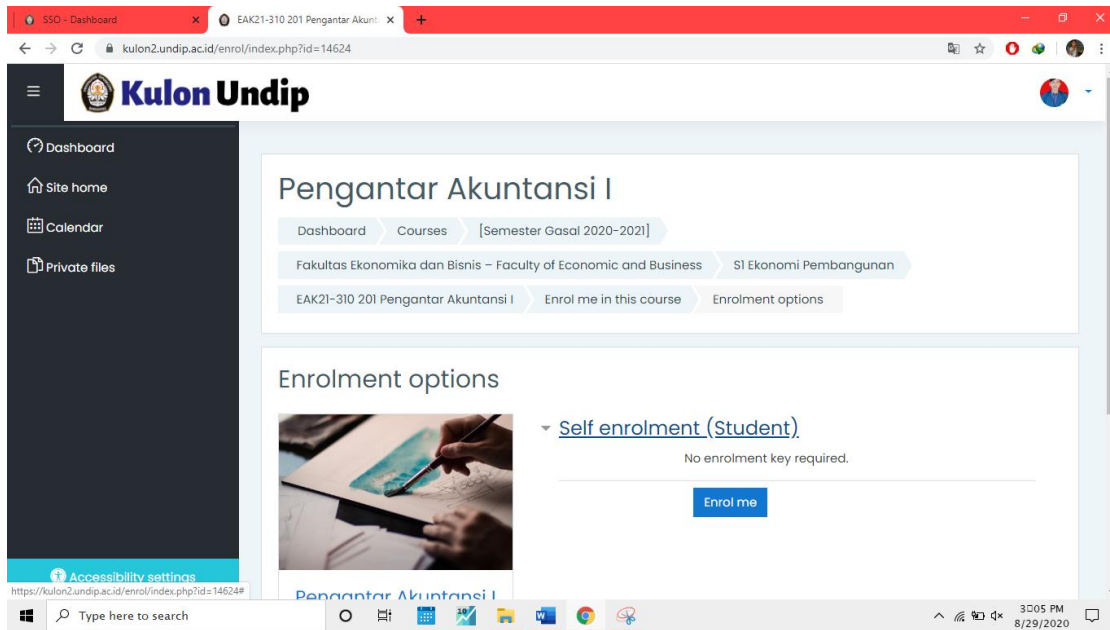 SSO - Dashboard
EAK21-310 201 Pengantar Akunt
kulon2.undip.ac.id/enrol/index.php?id=14624
Kulon Undip
Dashboard
Site home
Calendar
Private files
Accessibility settings
Pengantar Akuntansi I
Dashboard Courses [Semester Gasal 2020-2021]
Fakultas Ekonomika dan Bisnis – Faculty of Economic and Business S1 Ekonomi Pembangunan
EAK21-310 201 Pengantar Akuntansi I Enrol me in this course Enrolment options
Enrolment options
Self enrolment (Student)
No enrolment key required.
Enrol me
Pengantar Akuntansi I
https://kulon2.undip.ac.id/enrol/index.php?id=14624#
Type here to search
3□05 PM
8/29/2020